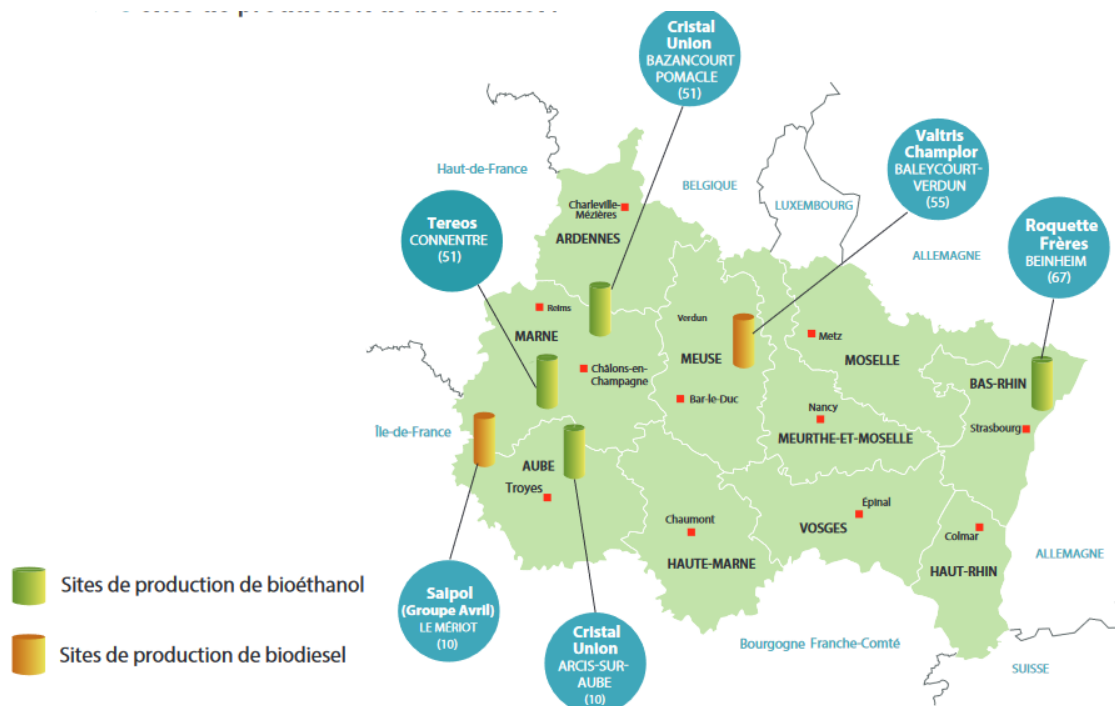 Cristal
Union
BAZANCOURT
POMACLE
(51)
Valtris
Champlor
BALEYCOURT-
VERDUN
(55)
Haut-de-France
BELGIQUE
LUXEMBOURG
Tereos
CONNENTRE
(51)
Charleville-
Mézières
ARDENNES
ALLEMAGNE
Roquette
Frères
BEINHEIM
(67)
Reims
MARNE
Verdun
MEUSE
Metz
MOSELLE
BAS-RHIN
Châlons-en-
Champagne
Bar-le-Duc
Nancy
MEURTHE-ET-MOSELLE
Strasbourg
Île-de-France
AUBE
Troyes
Chaumont
HAUTE-MARNE
Épinal
VOSGES
Colmar
HAUT-RHIN
ALLEMAGNE
Sites de production de bioéthanol
Sites de production de biodiesel
Saipol
(Groupe Avril)
LE MÉRIOT
(10)
Cristal
Union
ARCIS-SUR-
AUBE
(10)
Bourgogne Franche-Comté
SUISSE